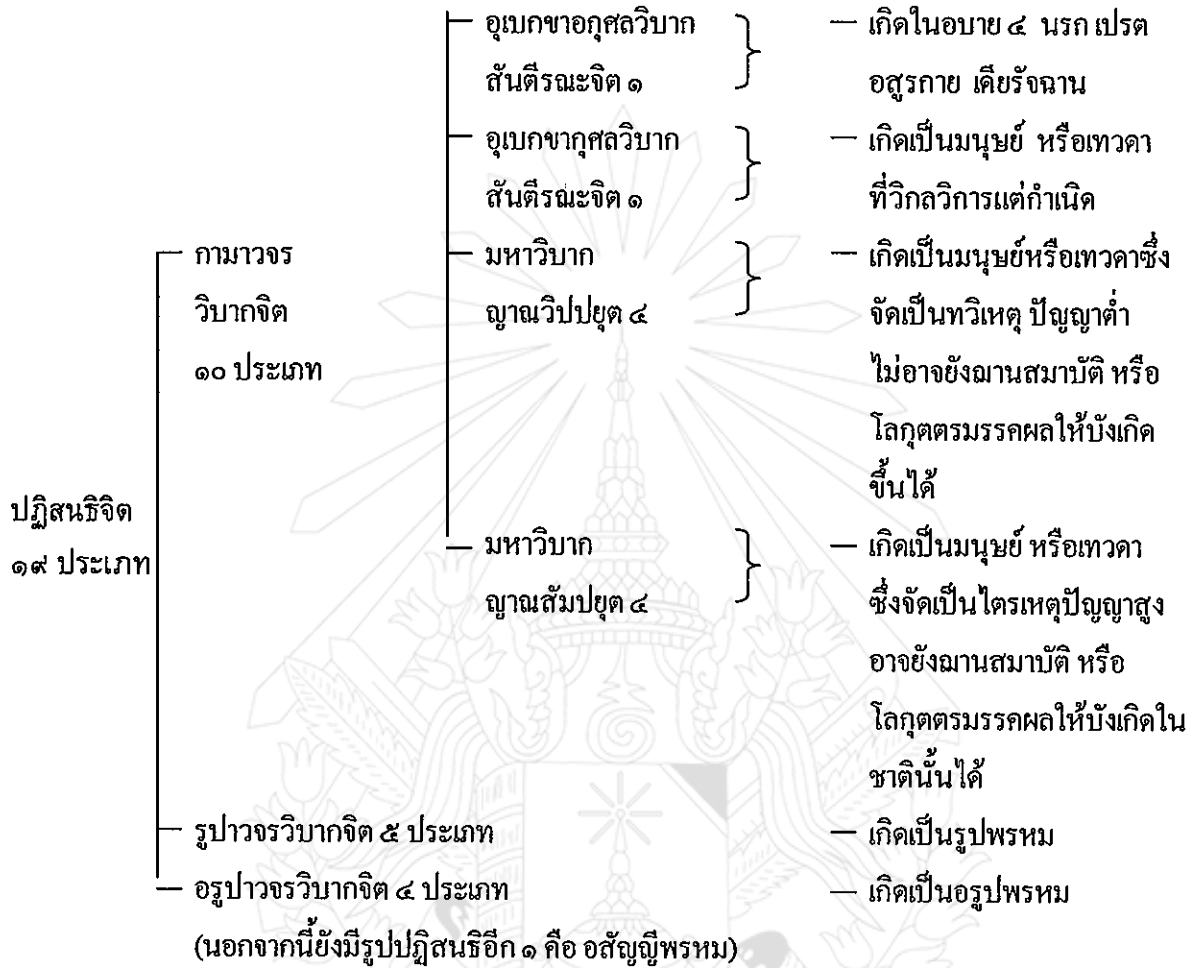 อุเบกขาอกุศลวิบาก
สันตีรณะจิต ๑
เกิดในอบาย ๔ นรก เปรต
อสูรกาย เดียรัจฉาน
อุเบกขากุศลวิบาก
สันตีรณะจิต ๑
เกิดเป็นมนุษย์ หรือเทวดา
ที่วิกลวิการแต่กำเนิด
กามาวจร
วิบากจิต
๑๐ ประเภท
มหาวิบาก
ญาณวิปปยุต ๔
เกิดเป็นมนุษย์หรือเทวดาซึ่ง
จัดเป็นทวิเหตุ ปัญญาต่ำ
ไม่อาจยังฌานสมาบัติ หรือ
โลกุตตรมรรคผลให้บังเกิด
ขึ้นได้
ปฏิสนธิจิต
๑๙ ประเภท
มหาวิบาก
ญาณสัมปยุต ๔
เกิดเป็นมนุษย์ หรือเทวดา
ซึ่งจัดเป็นไตรเหตุปัญญาสูง
อาจยังฌานสมาบัติ หรือ
โลกุตตรมรรคผลให้บังเกิดใน
ชาตินั้นได้
รูปาวจรวิบากจิต ๕ ประเภท
เกิดเป็นรูปพรหม
อรูปาวจรวิบากจิต ๔ ประเภท
เกิดเป็นอรูปพรหม
(นอกจากนี้ยังมีรูปปฏิสนธิอีก ๑ คือ อสัญญีพรหม)